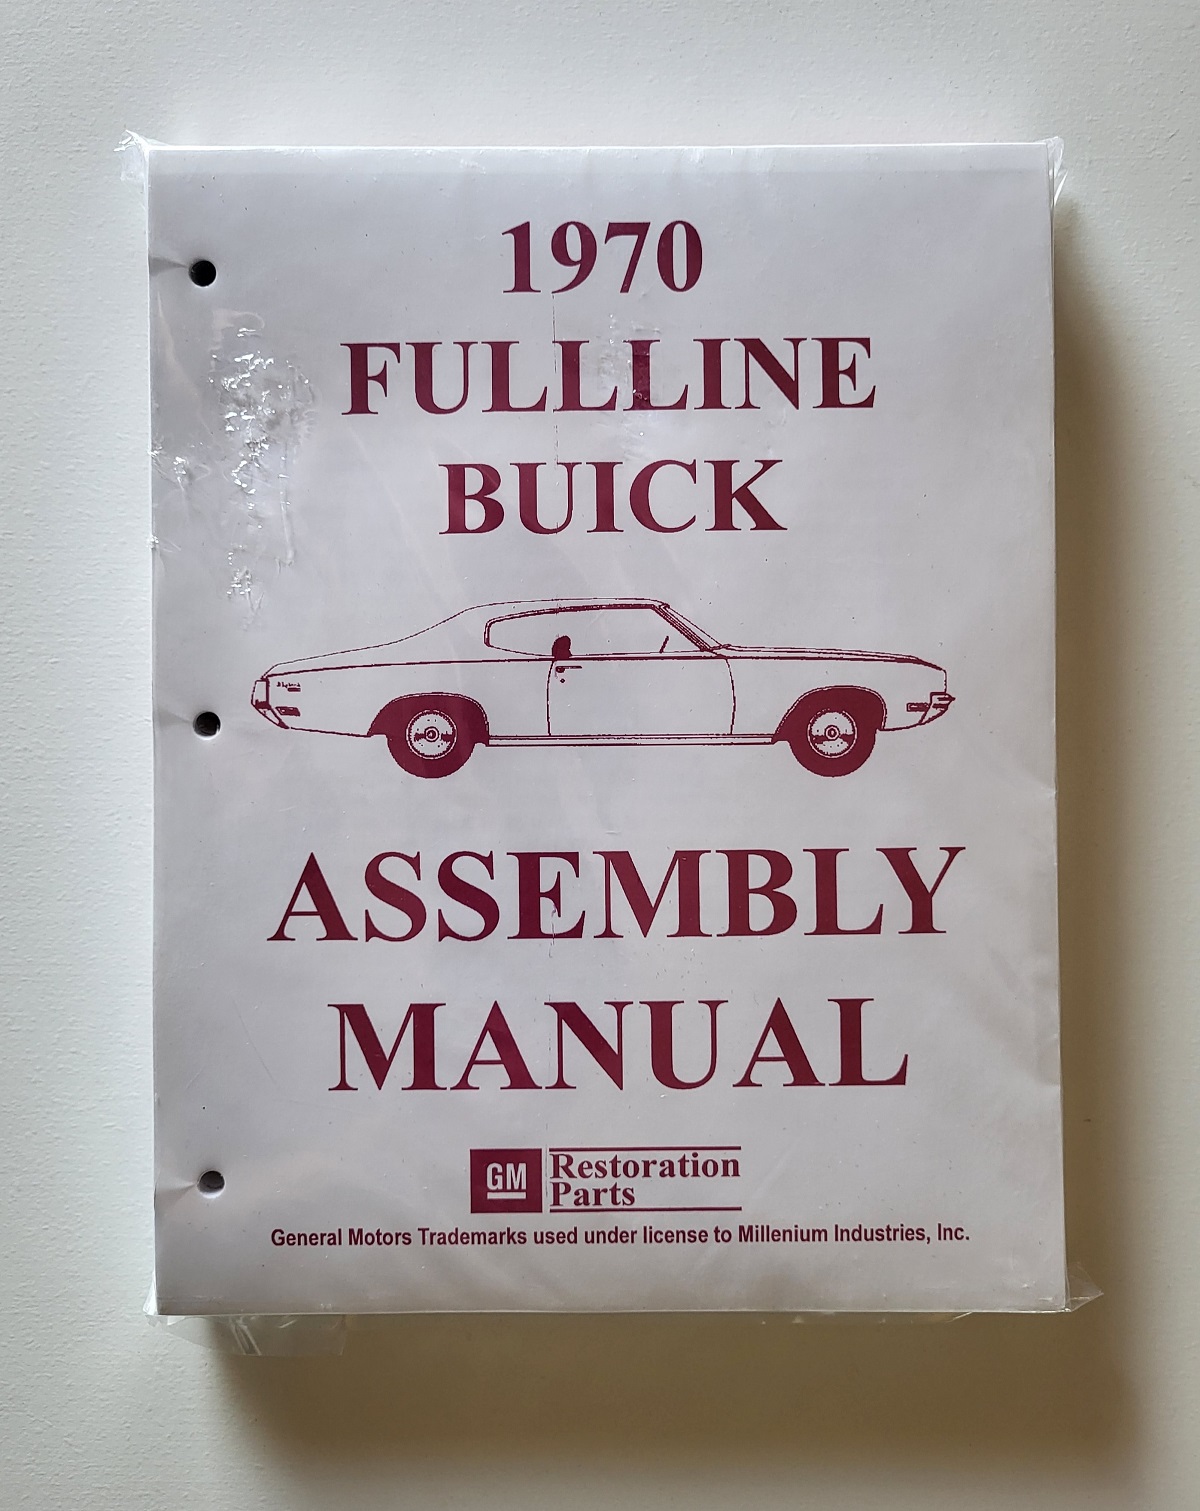 1970
FULLLINE
BUICK
ASSEMBLY
MANUAL
GM
Restoration
Parts
General Motors Trademarks used under license to Millenium Industries, Inc.